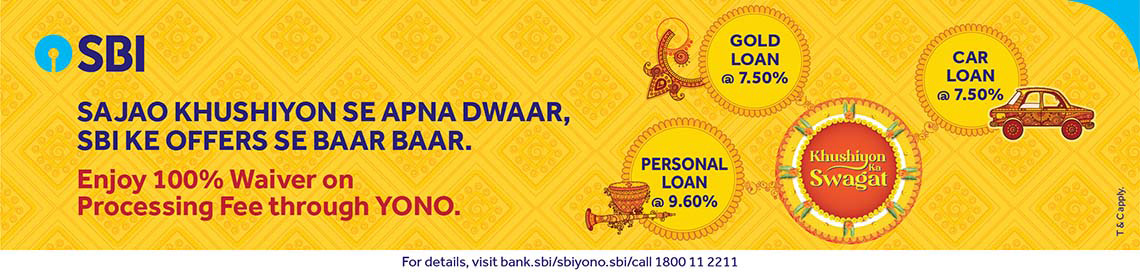 SBI
SAJAO KHUSHIYON SE APNA DWAAR,
SBI KE OFFERS SE BAAR BAAR.
Enjoy 100% Waiver on
Processing Fee through YONO.
GOLD
LOAN
@ 7.50%
CAR
LOAN
@ 7.50%
PERSONAL
LOAN
@ 9.60%
Khushiyon
Ka
Swagat
T & C apply.
For details, visit bank.sbi/sbiyono.sbi/call 1800 11 2211